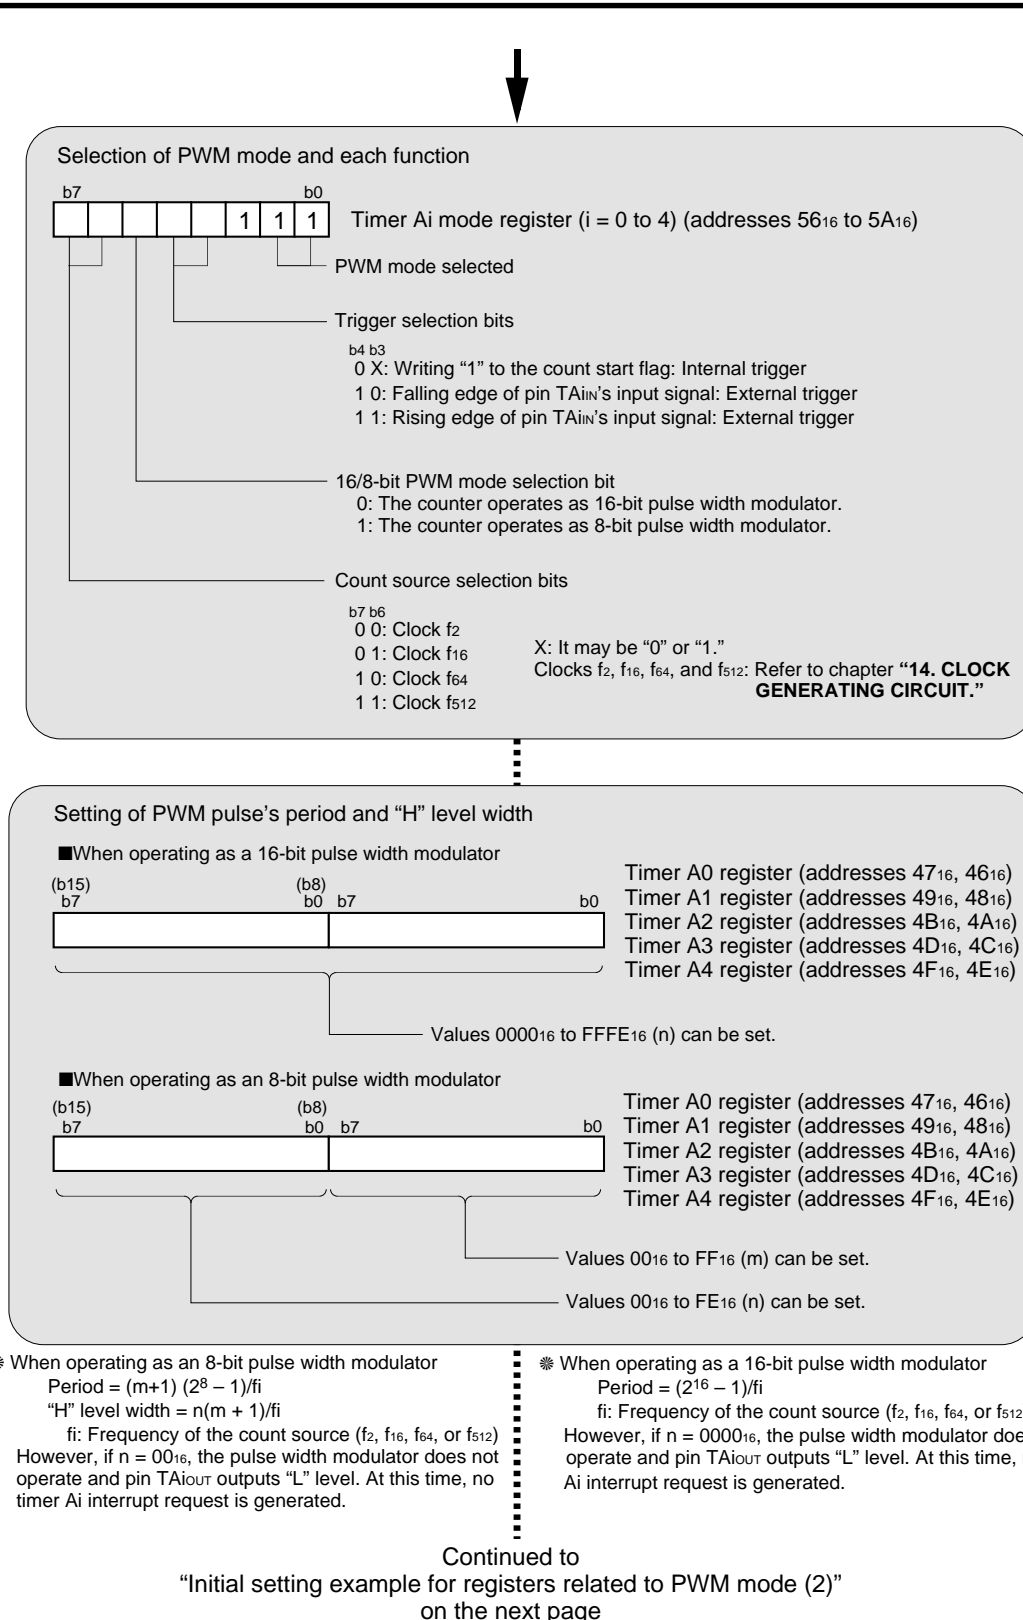 Selection of PWM mode and each function
b7 b0
1 1 1 Timer Ai mode register (i = 0 to 4) (addresses 56₁₆ to 5A₁₆)
PWM mode selected
Trigger selection bits
b4 b3
0 X: Writing “1” to the count start flag: Internal trigger
1 0: Falling edge of pin TAiIN’s input signal: External trigger
1 1: Rising edge of pin TAiIN’s input signal: External trigger
16/8-bit PWM mode selection bit
0: The counter operates as 16-bit pulse width modulator.
1: The counter operates as 8-bit pulse width modulator.
Count source selection bits
b7 b6
0 0: Clock f₂
0 1: Clock f₁₆
1 0: Clock f₆₄
1 1: Clock f₅₁₂
X: It may be “0” or “1.”
Clocks f₂, f₁₆, f₆₄, and f₅₁₂: Refer to chapter “14. CLOCK
GENERATING CIRCUIT.”
Setting of PWM pulse’s period and “H” level width
■When operating as a 16-bit pulse width modulator
(b15) (b8)
b7 b0 b7 b0
Timer A0 register (addresses 47₁₆, 46₁₆)
Timer A1 register (addresses 49₁₆, 48₁₆)
Timer A2 register (addresses 4B₁₆, 4A₁₆)
Timer A3 register (addresses 4D₁₆, 4C₁₆)
Timer A4 register (addresses 4F₁₆, 4E₁₆)
Values 0000₁₆ to FFFE₁₆ (n) can be set.
■When operating as an 8-bit pulse width modulator
(b15) (b8)
b7 b0 b7 b0
Timer A0 register (addresses 47₁₆, 46₁₆)
Timer A1 register (addresses 49₁₆, 48₁₆)
Timer A2 register (addresses 4B₁₆, 4A₁₆)
Timer A3 register (addresses 4D₁₆, 4C₁₆)
Timer A4 register (addresses 4F₁₆, 4E₁₆)
Values 00₁₆ to FF₁₆ (m) can be set.
Values 00₁₆ to FE₁₆ (n) can be set.
❋ When operating as an 8-bit pulse width modulator
Period = (m+1) (2⁸ – 1)/fi
“H” level width = n(m + 1)/fi
fi: Frequency of the count source (f₂, f₁₆, f₆₄, or f₅₁₂)
However, if n = 00₁₆, the pulse width modulator does not
operate and pin TAiOUT outputs “L” level. At this time, no
timer Ai interrupt request is generated.
❋ When operating as a 16-bit pulse width modulator
Period = (2¹⁶ – 1)/fi
fi: Frequency of the count source (f₂, f₁₆, f₆₄, or f₅₁₂
However, if n = 0000₁₆, the pulse width modulator
operate and pin TAiOUT outputs “L” level. At this time,
Ai interrupt request is generated.
Continued to
“Initial setting example for registers related to PWM mode (2)”
on the next page